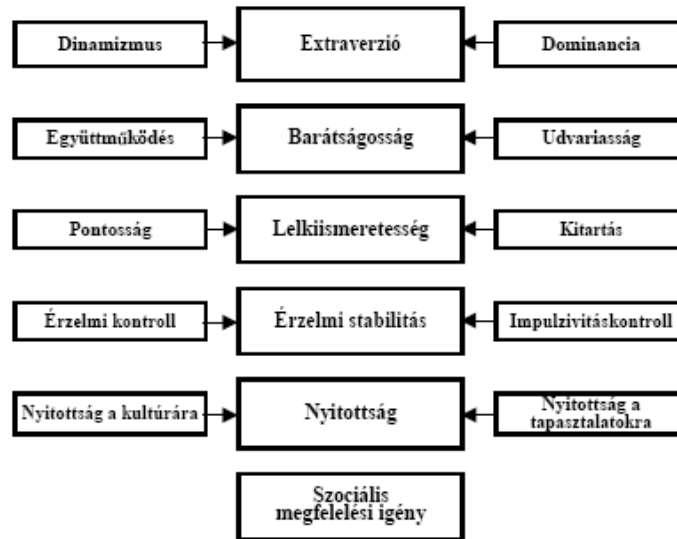 Dinamizmus
Extraverzió
Dominancia
Együttműködés
Barátságosság
Udvariasság
Pontosság
Lelkiismeretesség
Kitartás
Érzelmi kontroll
Érzelmi stabilitás
Impulzivitáskontroll
Nyitottság a kultúrára
Nyitottság
Nyitottság a
tapasztalatokra
Szociális
megfelelési igény